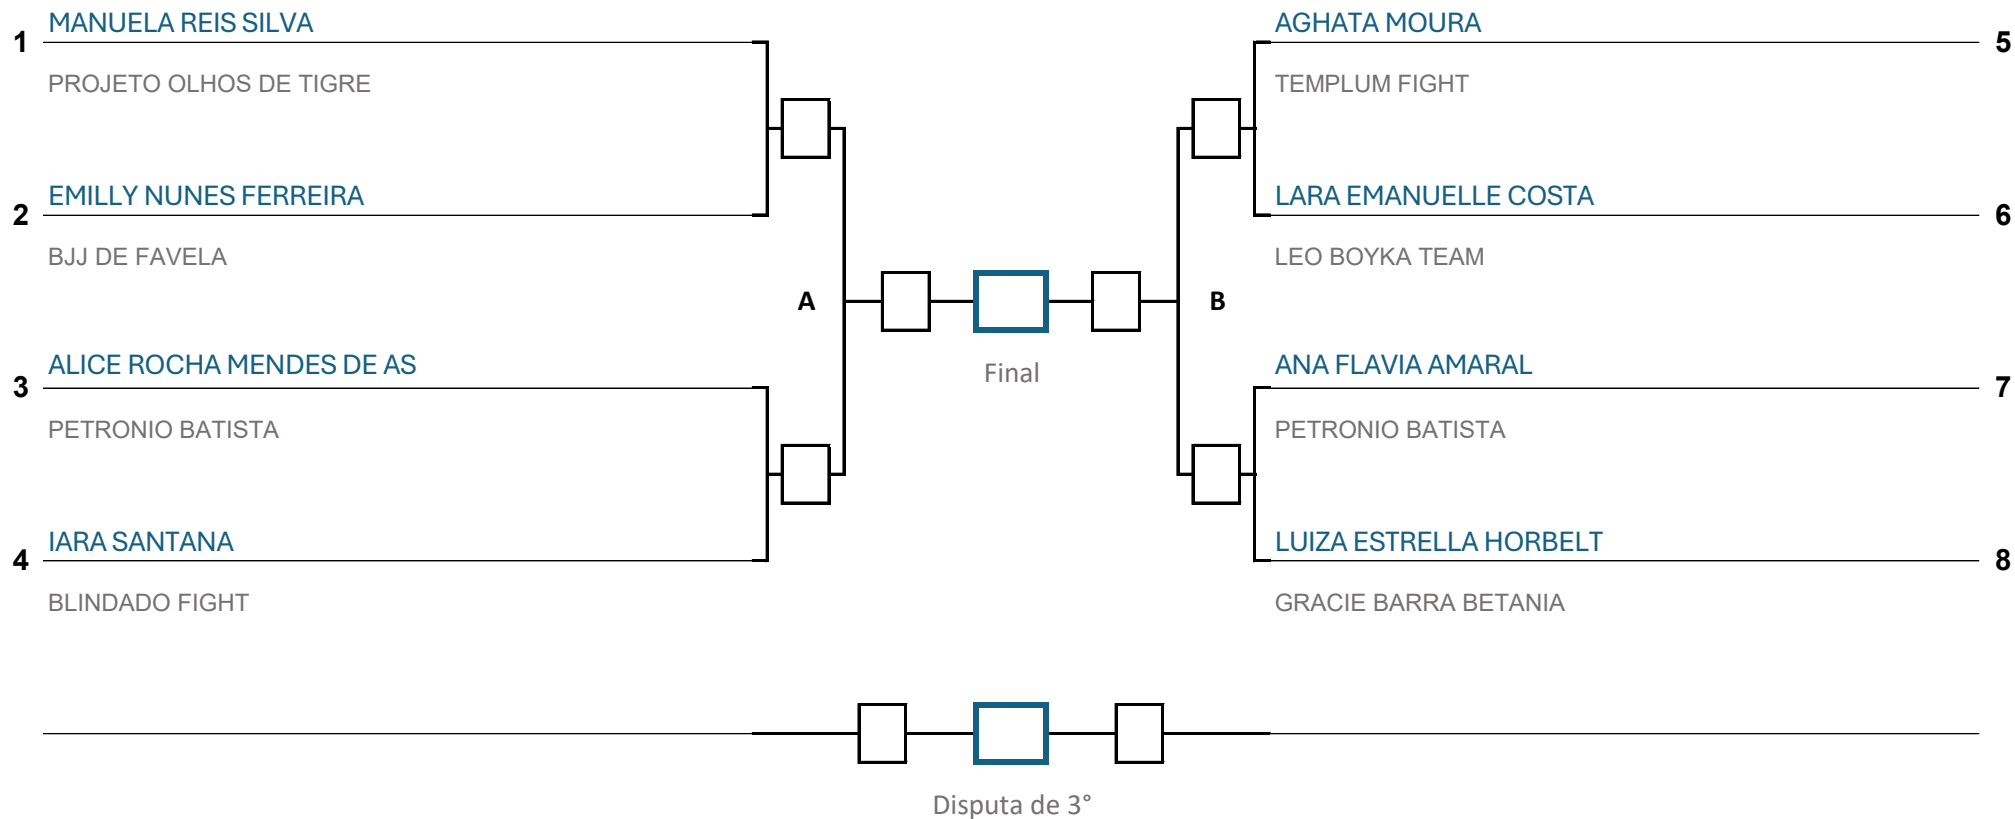 MANUELA REIS SILVA
1
PROJETO OLHOS DE TIGRE
EMILLY NUNES FERREIRA
2
BJJ DE FAVELA
A
ALICE ROCHA MENDES DE AS
3
PETRONIO BATISTA
IARA SANTANA
4
BLINDADO FIGHT
Final
AGHATA MOURA
5
TEMPLUM FIGHT
LARA EMANUELLE COSTA
6
LEO BOYKA TEAM
B
ANA FLAVIA AMARAL
7
PETRONIO BATISTA
LUIZA ESTRELLA HORBELT
8
GRACIE BARRA BETANIA
Disputa de 3°